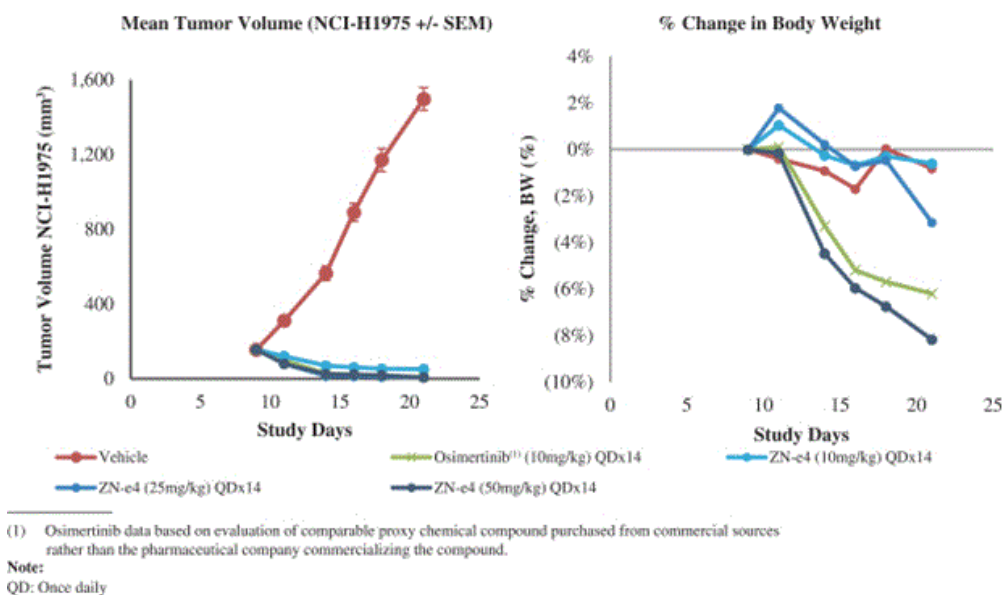 Mean Tumor Volume (NCI-H1975 +/- SEM)
Tumor Volume NCI-H1975 (mm³)
1,600
1,200
800
400
0
0 5 10 15 20 25
Study Days
% Change in Body Weight
% Change, BW (%)
4%
2%
0%
(2%)
(4%)
(6%)
(8%)
(10%)
0 5 10 15 20 25
Study Days
Vehicle
Osimertinib⁽¹⁾ (10mg/kg) QDx14
ZN-e4 (10mg/kg) QDx14
ZN-e4 (25mg/kg) QDx14
ZN-e4 (50mg/kg) QDx14
(1) Osimertinib data based on evaluation of comparable proxy chemical compound purchased from commercial sources
rather than the pharmaceutical company commercializing the compound.
Note:
QD: Once daily